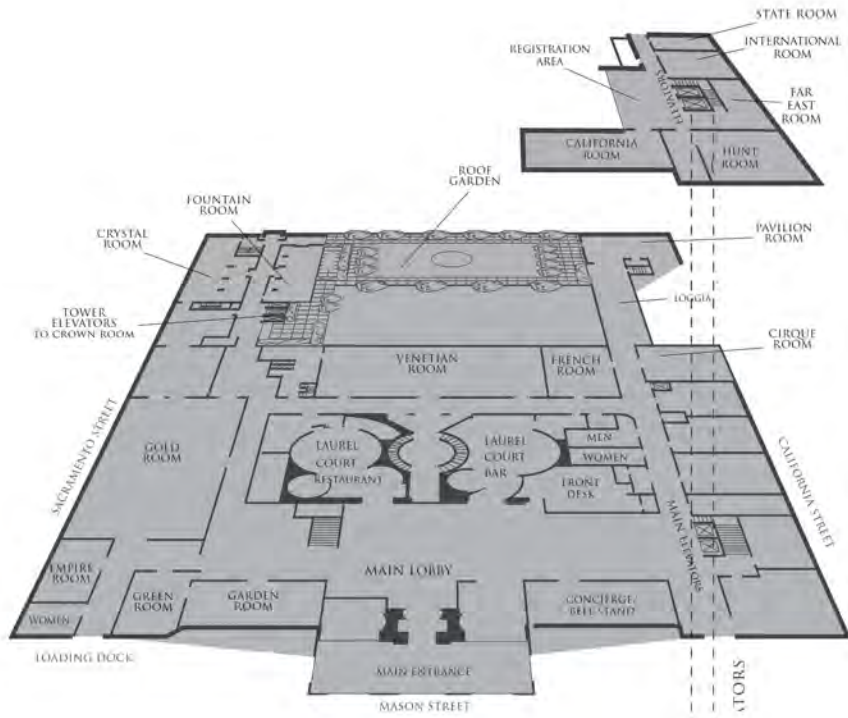 STATE ROOM
INTERNATIONAL
ROOM
REGISTRATION
AREA
ELEVATORS
FAR
EAST
ROOM
CALIFORNIA
ROOM
HUNT
ROOM
ROOF
GARDEN
FOUNTAIN
ROOM
CRYSTAL
ROOM
PAVILION
ROOM
LOGGIA
TOWER
ELEVATORS
TO CROWN ROOM
CIRQUE
ROOM
VENETIAN
ROOM
FRENCH
ROOM
SACRAMENTO STREET
GOLD
ROOM
LAUREL
COURT
RESTAURANT
LAUREL
COURT
BAR
MEN
WOMEN
FRONT
DESK
CALIFORNIA STREET
MAIN ELEVATORS
EMPIRE
ROOM
MAIN LOBBY
GREEN
ROOM
GARDEN
ROOM
CONCIERGE/
BELL STAND
WOMEN
LOADING DOCK
MAIN ENTRANCE
MASON STREET
ATORS